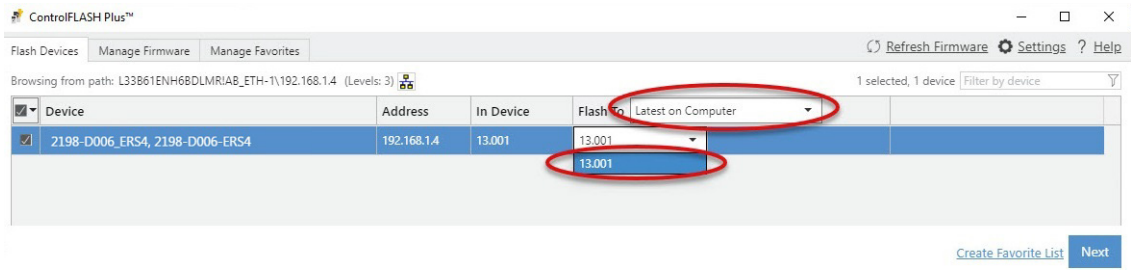 ControlFLASH Plus™
Flash Devices Manage Firmware Manage Favorites Refresh Firmware Settings ? Help
Browsing from path: L33B61ENH6BDLMR!AB_ETH-1\192.168.1.4 (Levels: 3) 1 selected, 1 device Filter by device
Device Address In Device Flash To Latest on Computer
2198-D006_ERS4, 2198-D006-ERS4 192.168.1.4 13.001 13.001
13.001
Create Favorite List Next